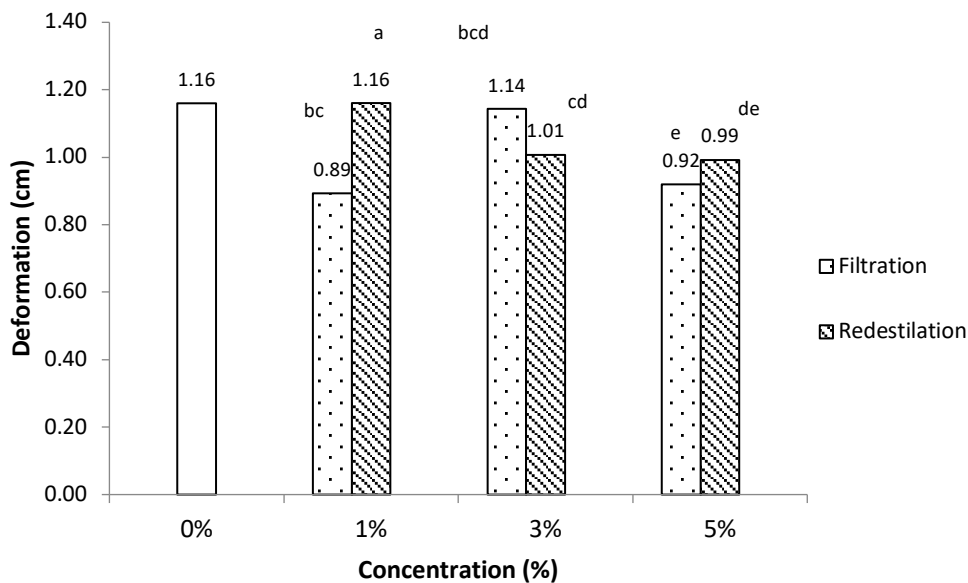 1.40
a
bcd
1.16
1.16
1.14
1.20
bc
cd
de
1.01
e
0.99
1.00
0.89
0.92
0.80
0.60
0.40
0.20
0.00
Deformation (cm)
Filtration
Redestilation
0%
1%
3%
5%
Concentration (%)